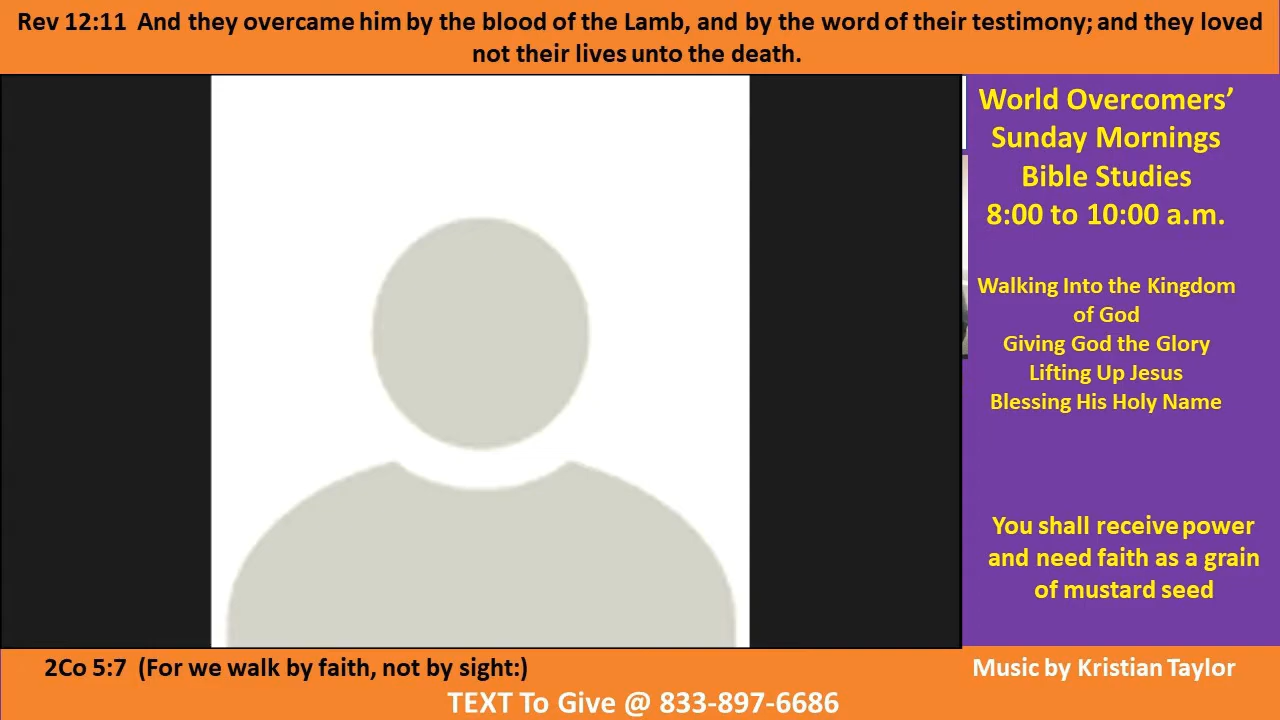 Rev 12:11  And they overcame him by the blood of the Lamb, and by the word of their testimony; and they loved
not their lives unto the death.
World Overcomers’
Sunday Mornings
Bible Studies
8:00 to 10:00 a.m.
Walking Into the Kingdom
of God
Giving God the Glory
Lifting Up Jesus
Blessing His Holy Name
You shall receive power
and need faith as a grain
of mustard seed
2Co 5:7  (For we walk by faith, not by sight:)
Music by Kristian Taylor
TEXT To Give @ 833-897-6686